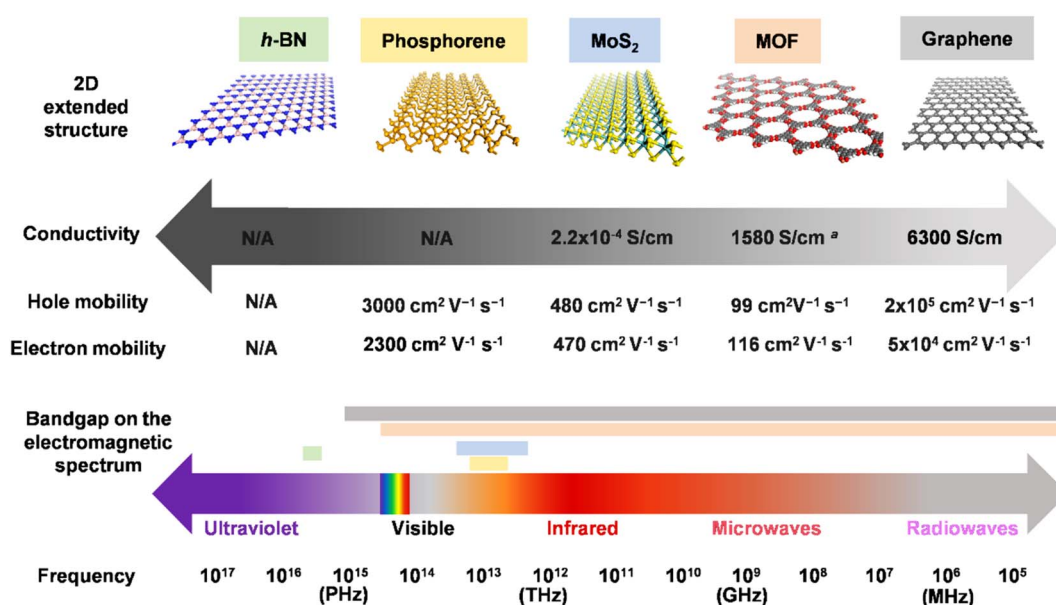 h-BN
Phosphorene
MoS₂
MOF
Graphene
2D
extended
structure
Conductivity
N/A
N/A
2.2x10⁻⁴ S/cm
1580 S/cm ᵃ
6300 S/cm
Hole mobility
N/A
3000 cm² V⁻¹ s⁻¹
480 cm² V⁻¹ s⁻¹
99 cm²V⁻¹ s⁻¹
2x10⁵ cm² V⁻¹ s⁻¹
Electron mobility
N/A
2300 cm² V⁻¹ s⁻¹
470 cm² V⁻¹ s⁻¹
116 cm² V⁻¹ s⁻¹
5x10⁴ cm² V⁻¹ s⁻¹
Bandgap on the
electromagnetic
spectrum
Ultraviolet
Visible
Infrared
Microwaves
Radiowaves
Frequency
10¹⁷
10¹⁶
10¹⁵
(PHz)
10¹⁴
10¹³
10¹²
(THz)
10¹¹
10¹⁰
10⁹
(GHz)
10⁸
10⁷
10⁶
(MHz)
10⁵